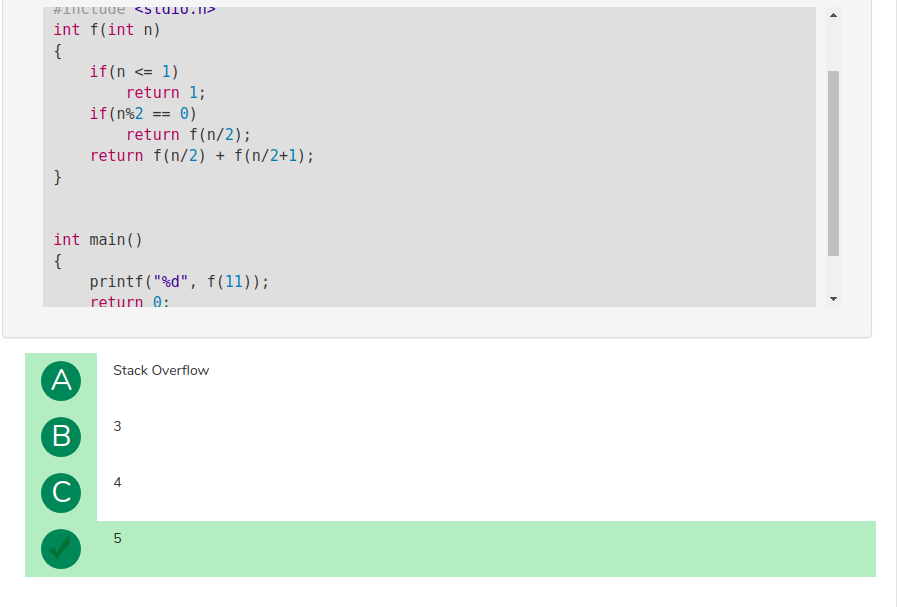 #include <stdio.h>
int f(int n)
{
    if(n <= 1)
        return 1;
    if(n%2 == 0)
        return f(n/2);
    return f(n/2) + f(n/2+1);
}
int main()
{
    printf("%d", f(11));
    return 0;
A Stack Overflow
B 3
C 4
5